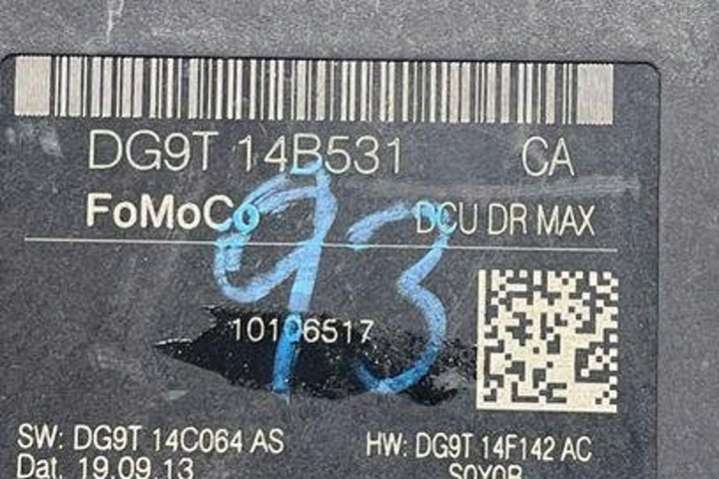 DG9T 14B531 CA
FoMoCo DCU DR MAX
93
10106517
SW: DG9T 14C064 AS HW: DG9T 14F142 AC
Dat. 19.09.13